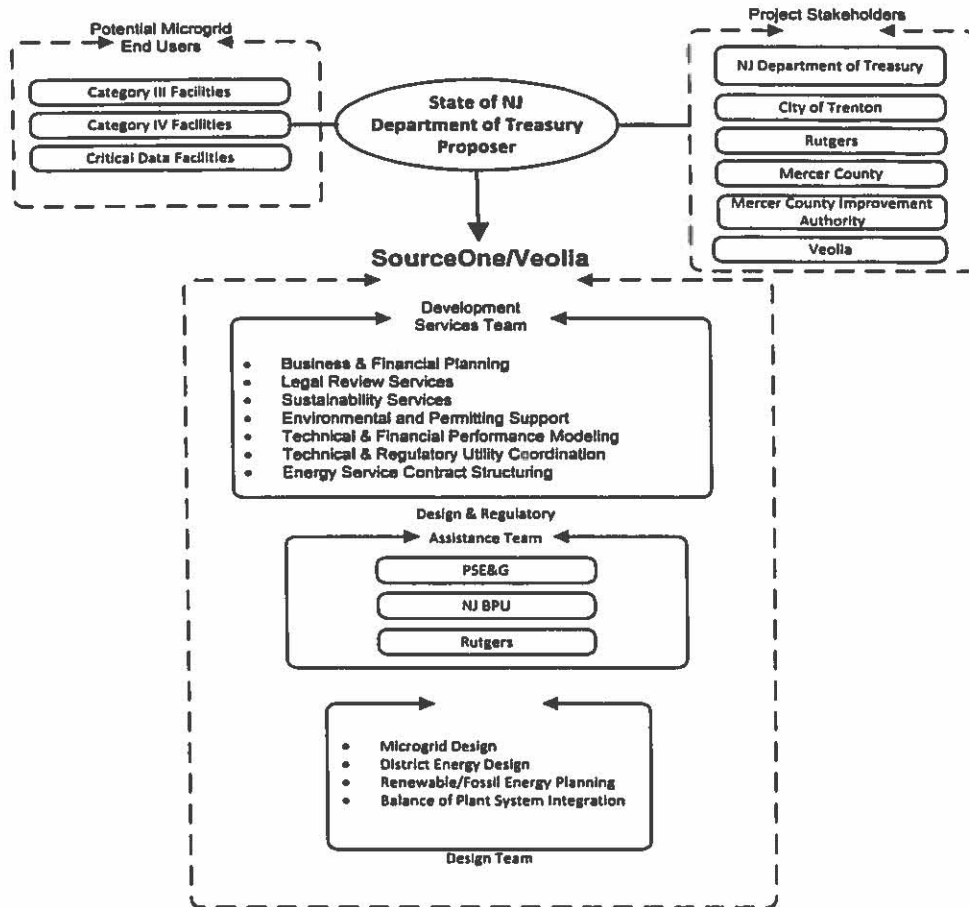 Potential Microgrid
End Users
Category III Facilities
Category IV Facilities
Critical Data Facilities
State of NJ
Department of Treasury
Proposer
Project Stakeholders
NJ Department of Treasury
City of Trenton
Rutgers
Mercer County
Mercer County Improvement
Authority
Veolia
SourceOne/Veolia
Development
Services Team
• Business & Financial Planning
• Legal Review Services
• Sustainability Services
• Environmental and Permitting Support
• Technical & Financial Performance Modeling
• Technical & Regulatory Utility Coordination
• Energy Service Contract Structuring
Design & Regulatory
Assistance Team
PSE&G
NJ BPU
Rutgers
• Microgrid Design
• District Energy Design
• Renewable/Fossil Energy Planning
• Balance of Plant System Integration
Design Team